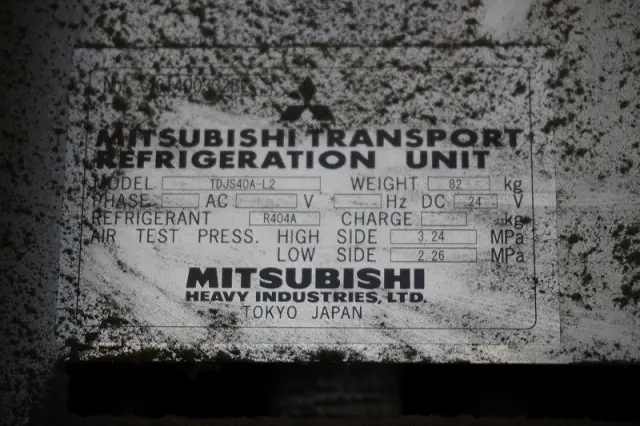 No.
MITSUBISHI TRANSPORT
REFRIGERATION UNIT
MODEL TDJS40A-L2 WEIGHT 82 kg
PHASE AC V Hz DC 24 V
REFRIGERANT R404A CHARGE kg
AIR TEST PRESS. HIGH SIDE 3.24 MPa
LOW SIDE 2.26 MPa
MITSUBISHI
HEAVY INDUSTRIES, LTD.
TOKYO JAPAN